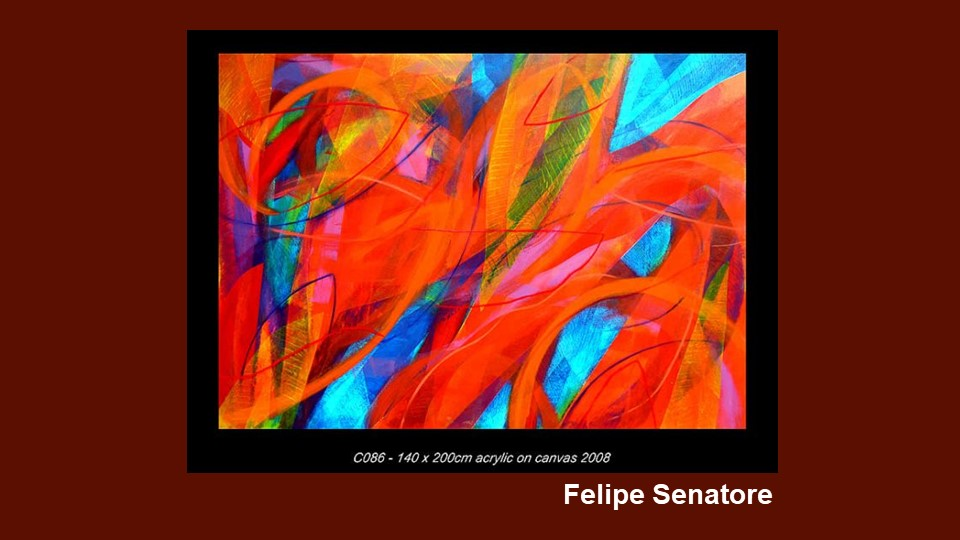 C086 - 140 x 200cm acrylic on canvas 2008
Felipe Senatore